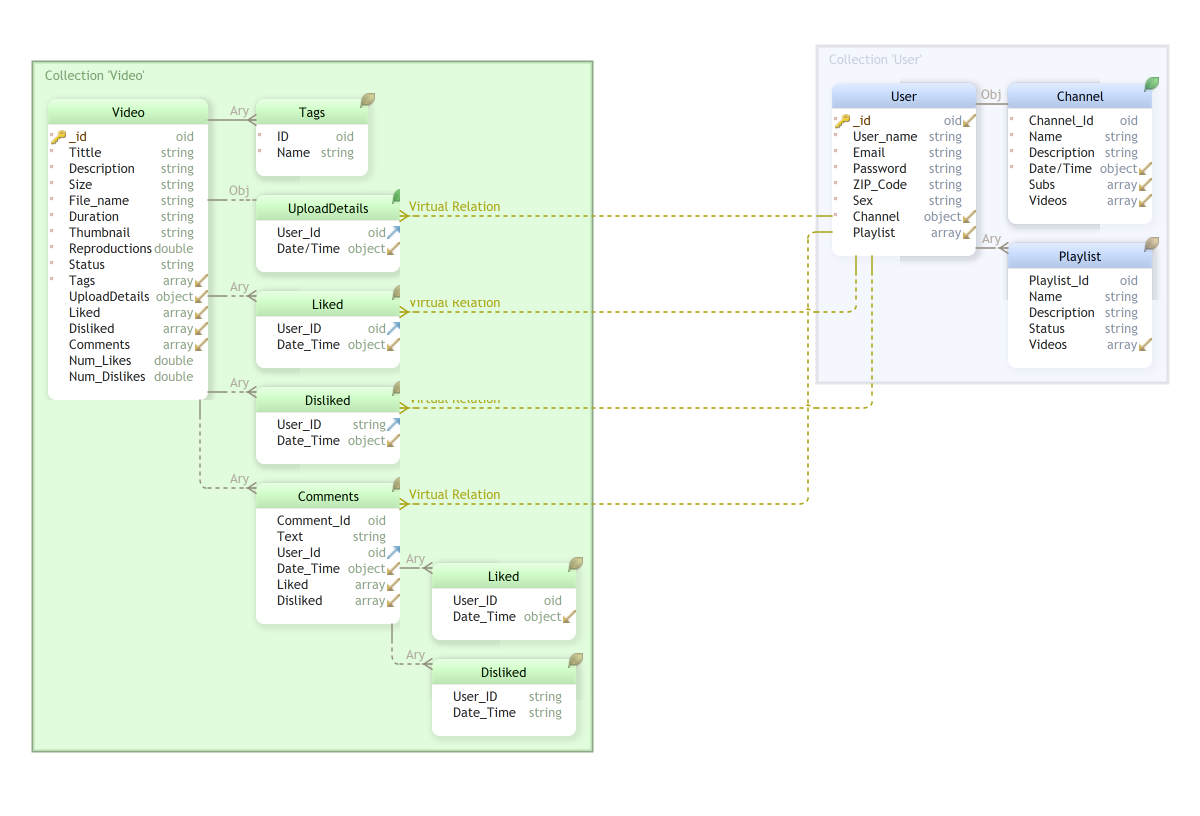 Collection 'Video'
Video
_id oid
Tittle string
Description string
Size string
File_name string
Duration string
Thumbnail string
Reproductions double
Status string
Tags array
UploadDetails object
Liked array
Disliked array
Comments array
Num_Likes double
Num_Dislikes double
Ary
Tags
ID oid
Name string
Obj
UploadDetails
User_Id oid
Date/Time object
Virtual Relation
Ary
Liked
User_ID oid
Date_Time object
Virtual Relation
Ary
Disliked
User_ID string
Date_Time object
Virtual Relation
Ary
Comments
Comment_Id oid
Text string
User_Id oid
Date_Time object
Liked array
Disliked array
Virtual Relation
Ary
Liked
User_ID oid
Date_Time object
Ary
Disliked
User_ID string
Date_Time string
Collection 'User'
User
_id oid
User_name string
Email string
Password string
ZIP_Code string
Sex string
Channel object
Playlist array
Obj
Channel
Channel_Id oid
Name string
Description string
Date/Time object
Subs array
Videos array
Ary
Playlist
Playlist_Id oid
Name string
Description string
Status string
Videos array